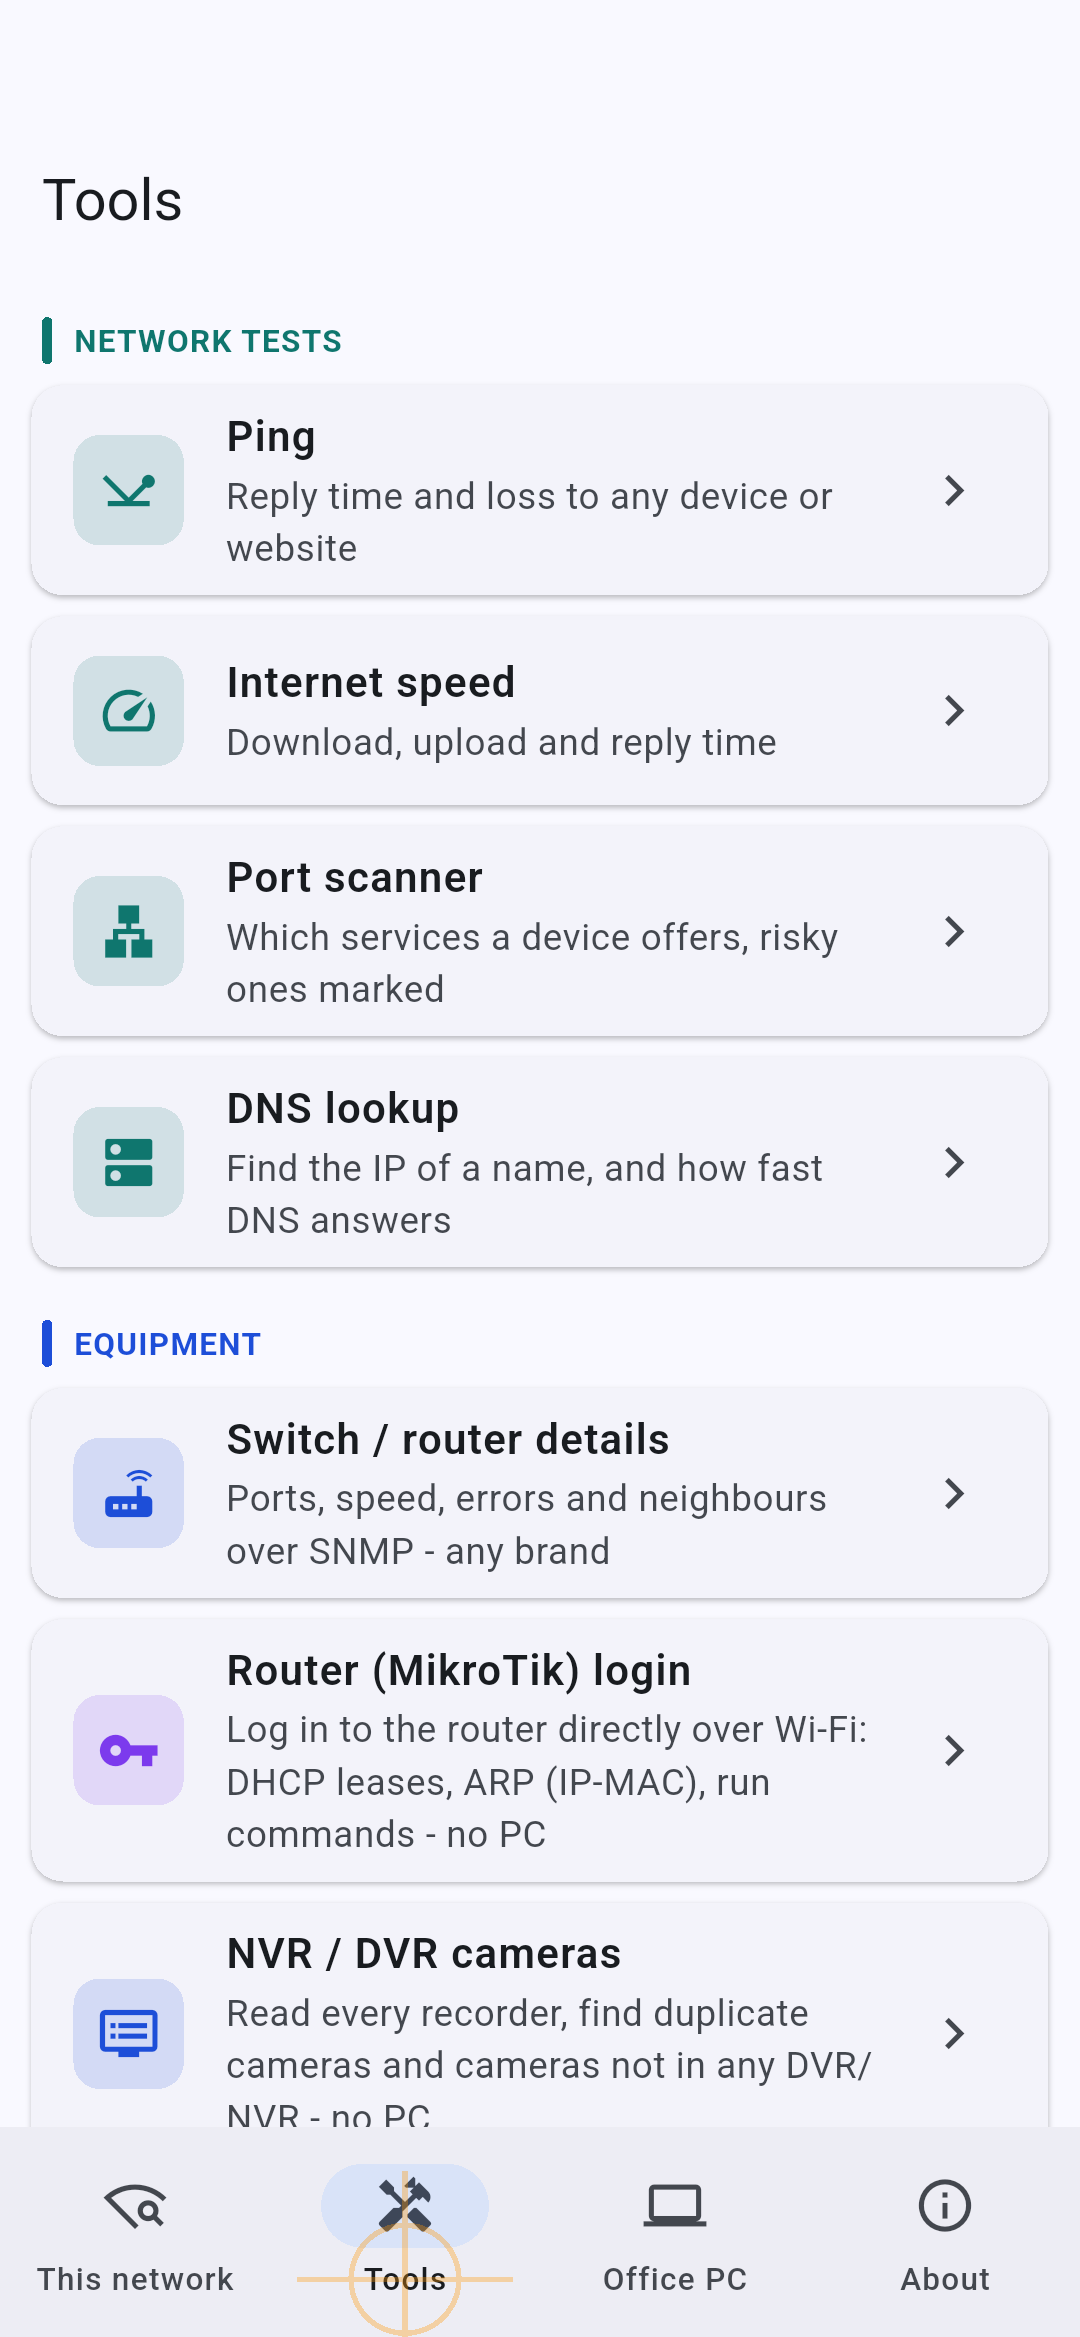 Tools
NETWORK TESTS
Ping
Reply time and loss to any device or
website
Internet speed
Download, upload and reply time
Port scanner
Which services a device offers, risky
ones marked
DNS lookup
Find the IP of a name, and how fast
DNS answers
EQUIPMENT
Switch / router details
Ports, speed, errors and neighbours
over SNMP - any brand
Router (MikroTik) login
Log in to the router directly over Wi-Fi:
DHCP leases, ARP (IP-MAC), run
commands - no PC
NVR / DVR cameras
Read every recorder, find duplicate
cameras and cameras not in any DVR/
NVR - no PC
This network
Tools
Office PC
About